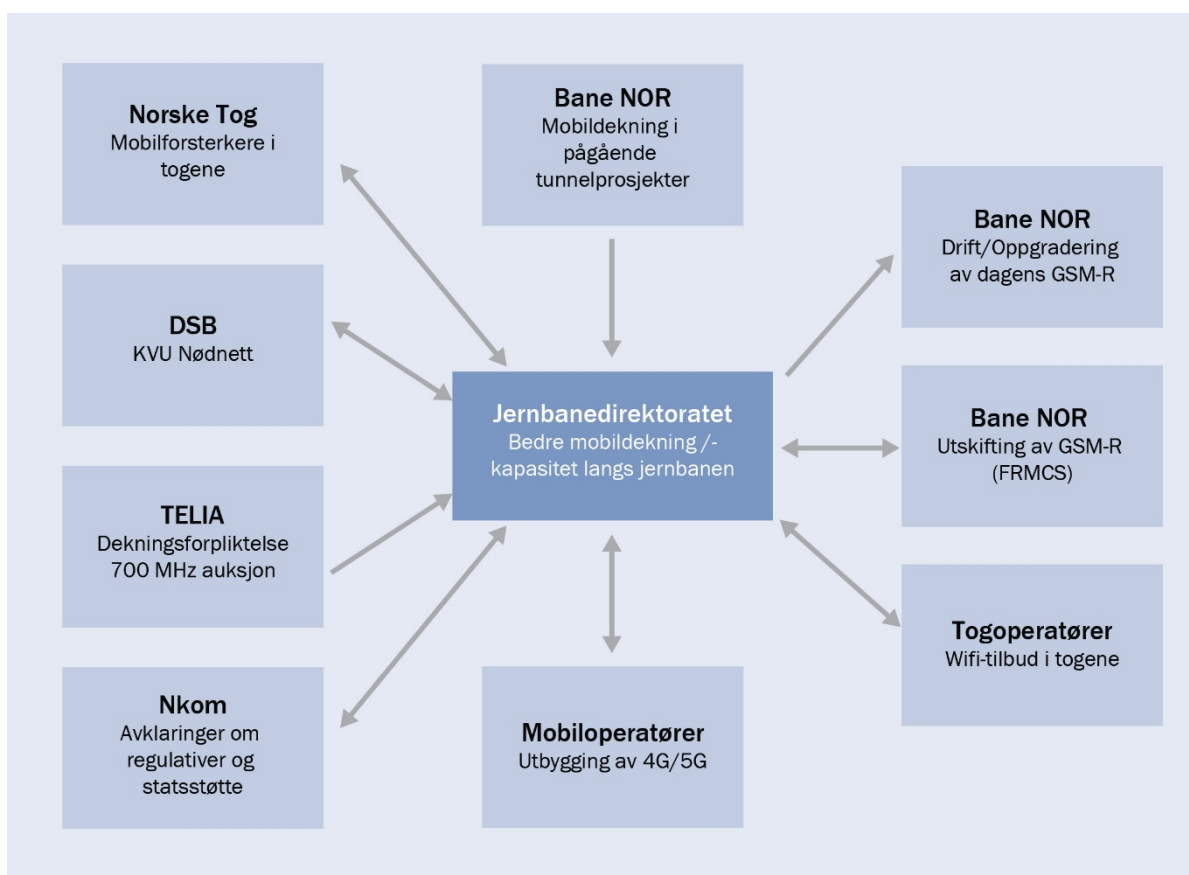 Norske Tog
Mobilforsterkere i
togene
Bane NOR
Mobildekning i
pågående
tunnelprosjekter
Bane NOR
Drift/Oppgradering
av dagens GSM-R
DSB
KVU Nødnett
Jernbanedirektoratet
Bedre mobildekning /-
kapasitet langs jernbanen
Bane NOR
Utskifting av GSM-R
(FRMCS)
TELIA
Dekningsforpliktelse
700 MHz auksjon
Togoperatører
Wifi-tilbud i togene
Nkom
Avklaringer om
regulativer og
statsstøtte
Mobiloperatører
Utbygging av 4G/5G